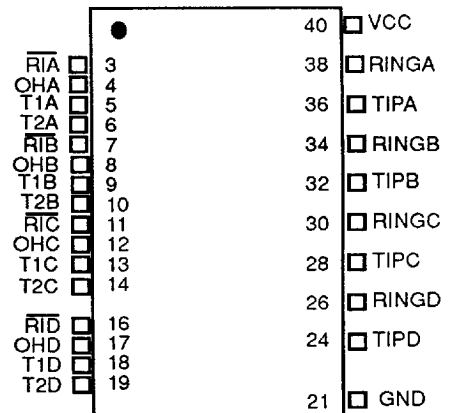 40 VCC
RIA 3 38 RINGA
OHA 4
T1A 5 36 TIPA
T2A 6
RIB 7 34 RINGB
OHB 8
T1B 9 32 TIPB
T2B 10
RIC 11 30 RINGC
OHC 12
T1C 13 28 TIPC
T2C 14
26 RINGD
RID 16
OHD 17 24 TIPD
T1D 18
T2D 19
21 GND